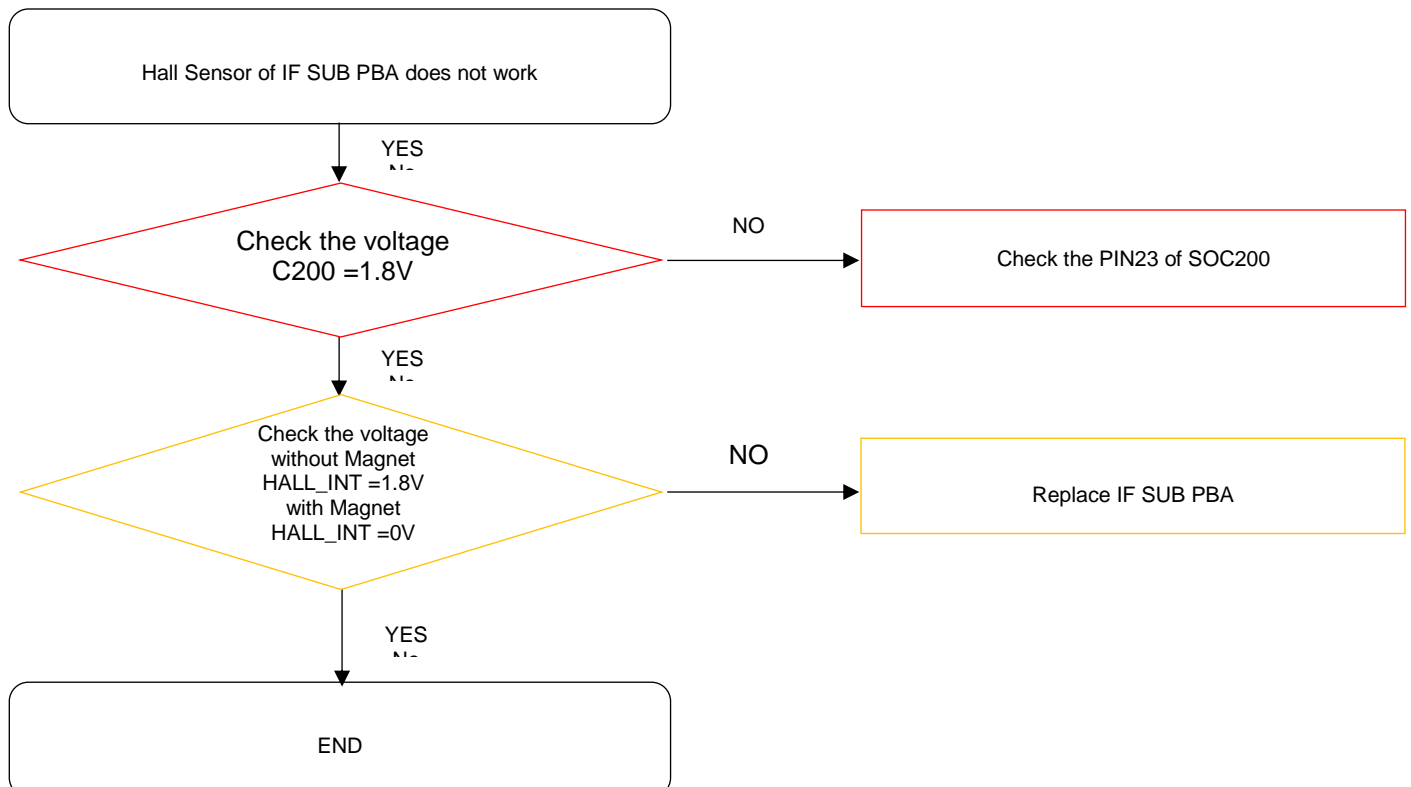 Hall Sensor of IF SUB PBA does not work
YES
Check the voltage
C200 =1.8V
NO
Check the PIN23 of SOC200
YES
Check the voltage
without Magnet
HALL_INT =1.8V
with Magnet
HALL_INT =0V
NO
Replace IF SUB PBA
YES
END